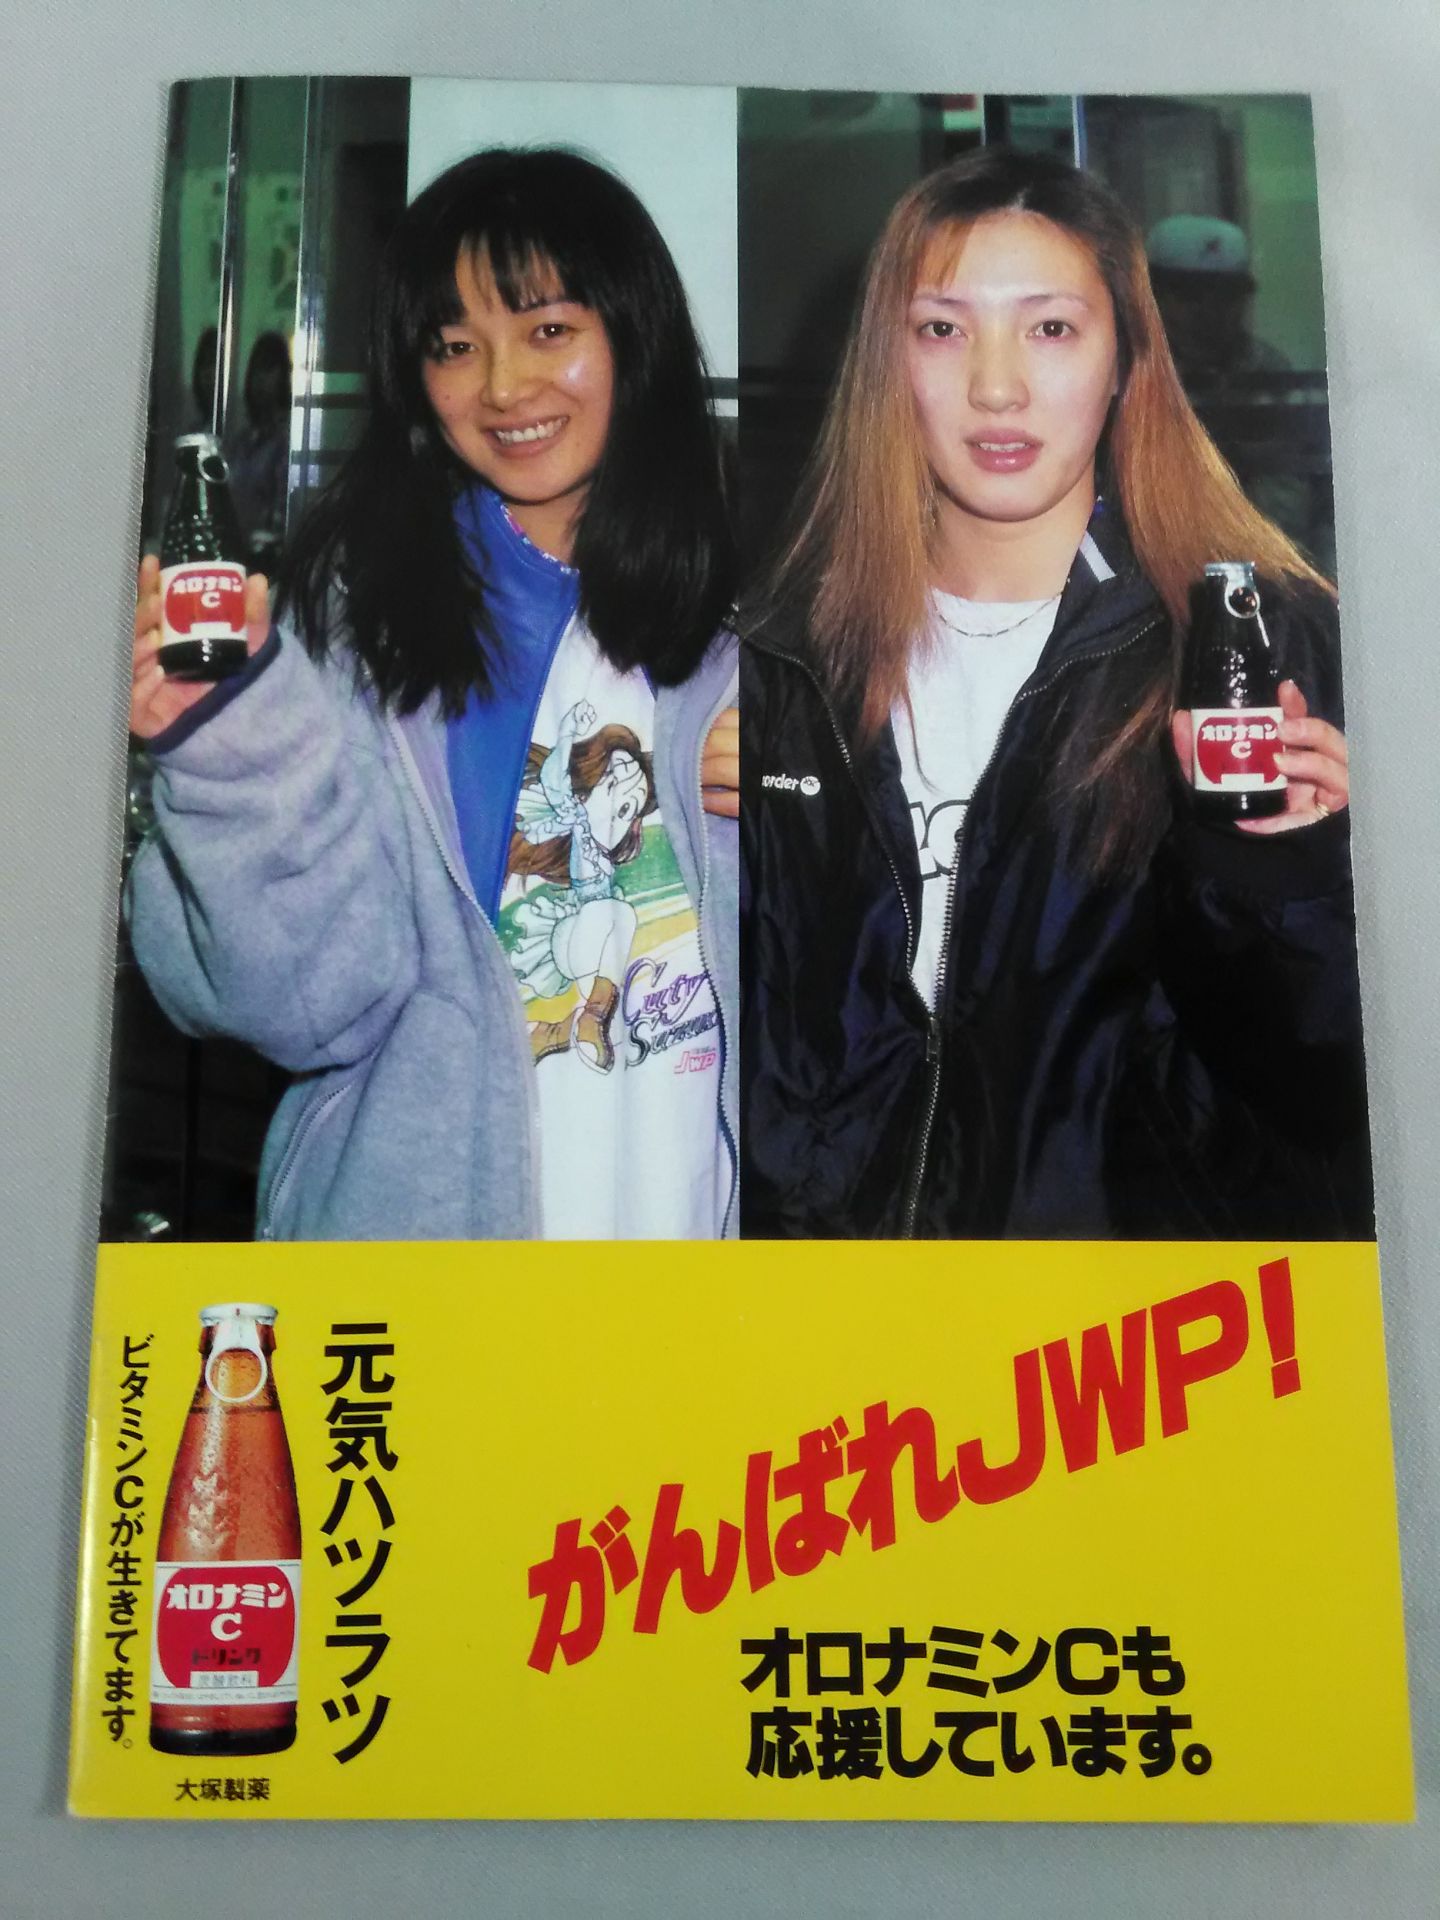 オロナミン
C
オロナミン
C
order
Cuty
Suzuki
JWP
がんばれJWP!
元気ハツラツ
ビタミンCが生きてます。
オロナミン
C
ドリンク
炭酸飲料
オロナミンCも
応援しています。
大塚製薬